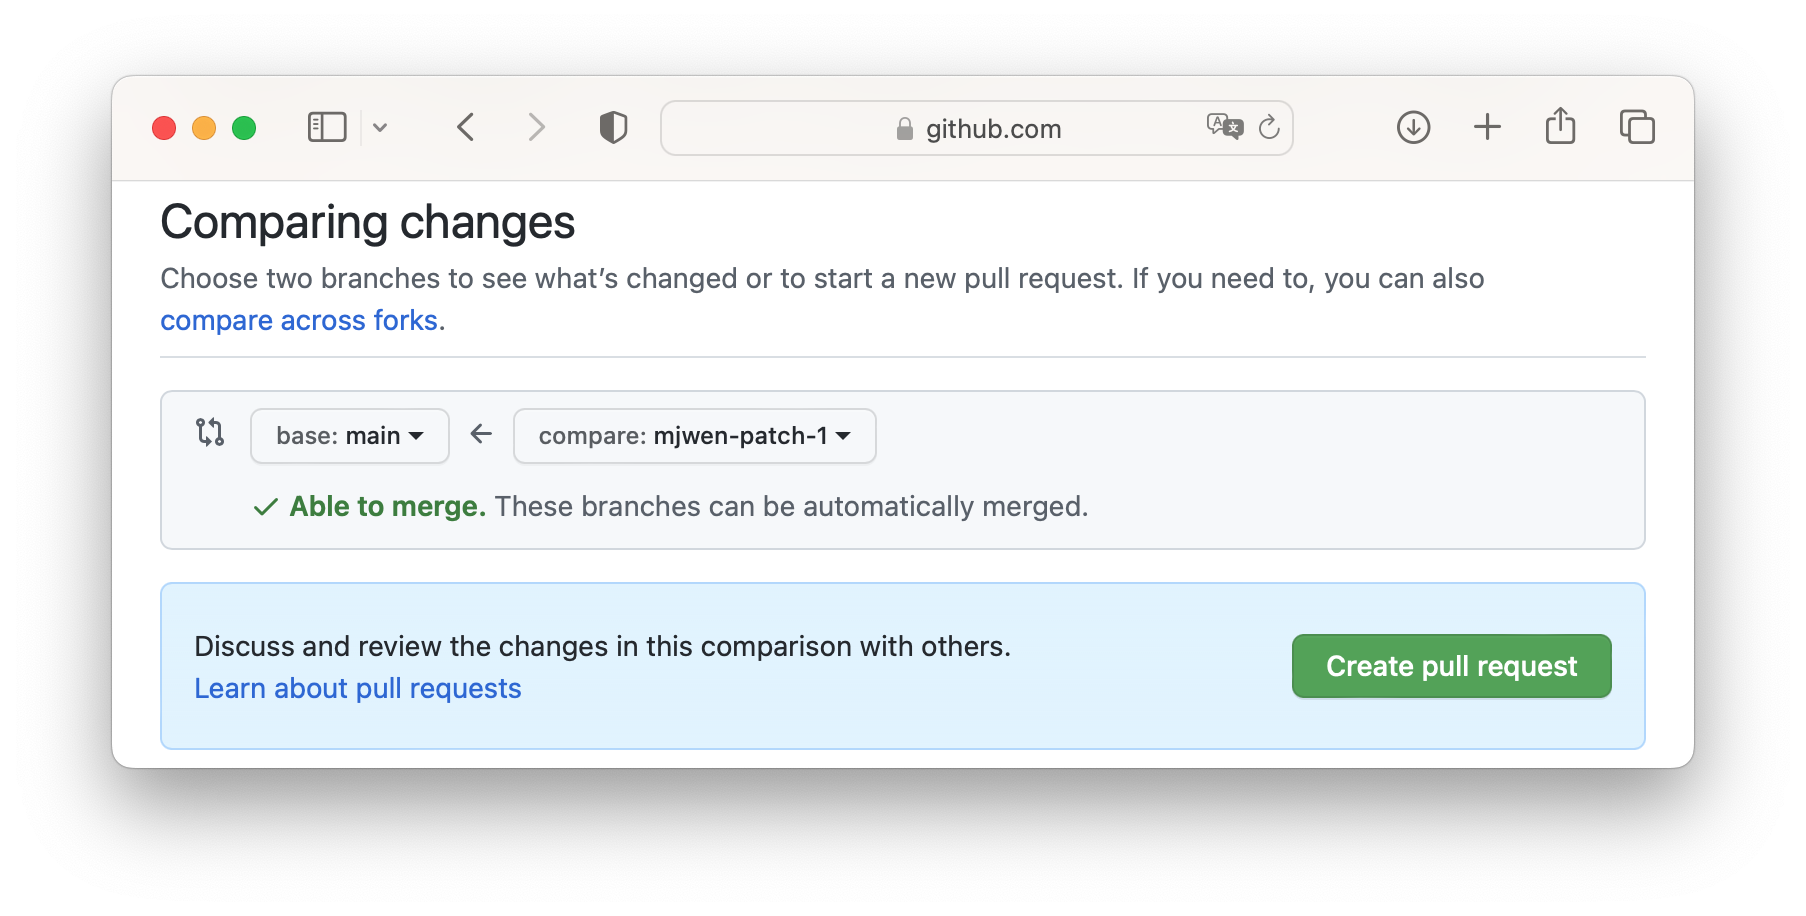 github.com
Comparing changes
Choose two branches to see what’s changed or to start a new pull request. If you need to, you can also
compare across forks.
base: main
compare: mjwen-patch-1
Able to merge. These branches can be automatically merged.
Discuss and review the changes in this comparison with others.
Learn about pull requests
Create pull request